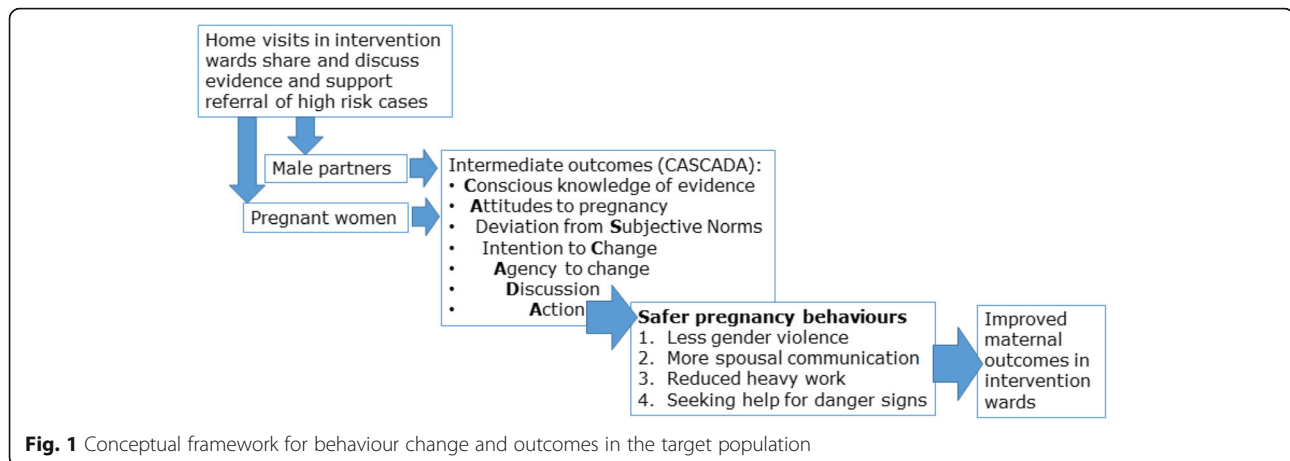 Home visits in intervention
wards share and discuss
evidence and support
referral of high risk cases
Male partners
Pregnant women
Intermediate outcomes (CASCADA):
• Conscious knowledge of evidence
• Attitudes to pregnancy
• Deviation from Subjective Norms
• Intention to Change
• Agency to change
• Discussion
• Action
Safer pregnancy behaviours
1. Less gender violence
2. More spousal communication
3. Reduced heavy work
4. Seeking help for danger signs
Improved
maternal
outcomes in
intervention
wards
Fig. 1 Conceptual framework for behaviour change and outcomes in the target population